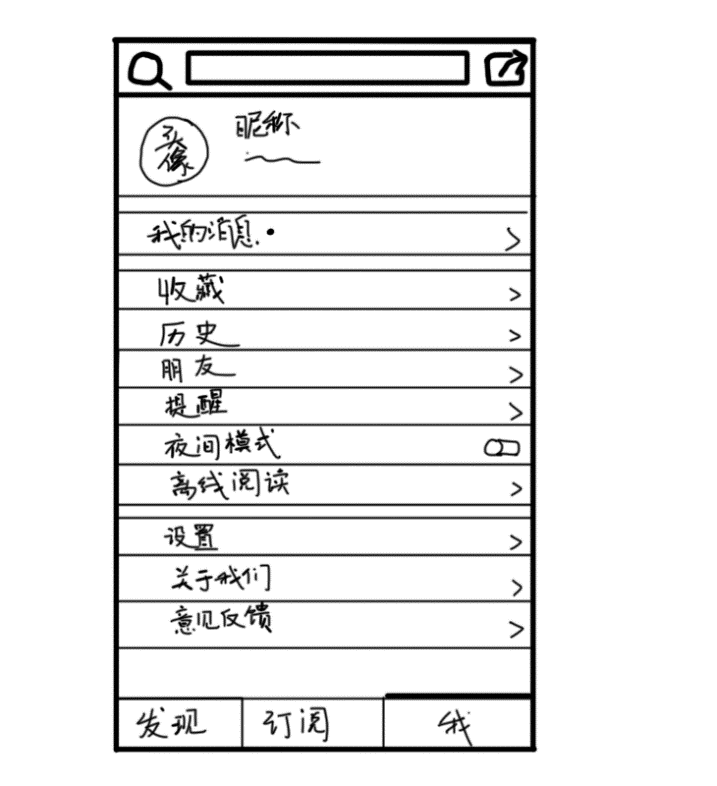 昵称
头像
我的消息
收藏
历史
朋友
提醒
夜间模式
离线阅读
设置
关于我们
意见反馈
发现 订阅 我